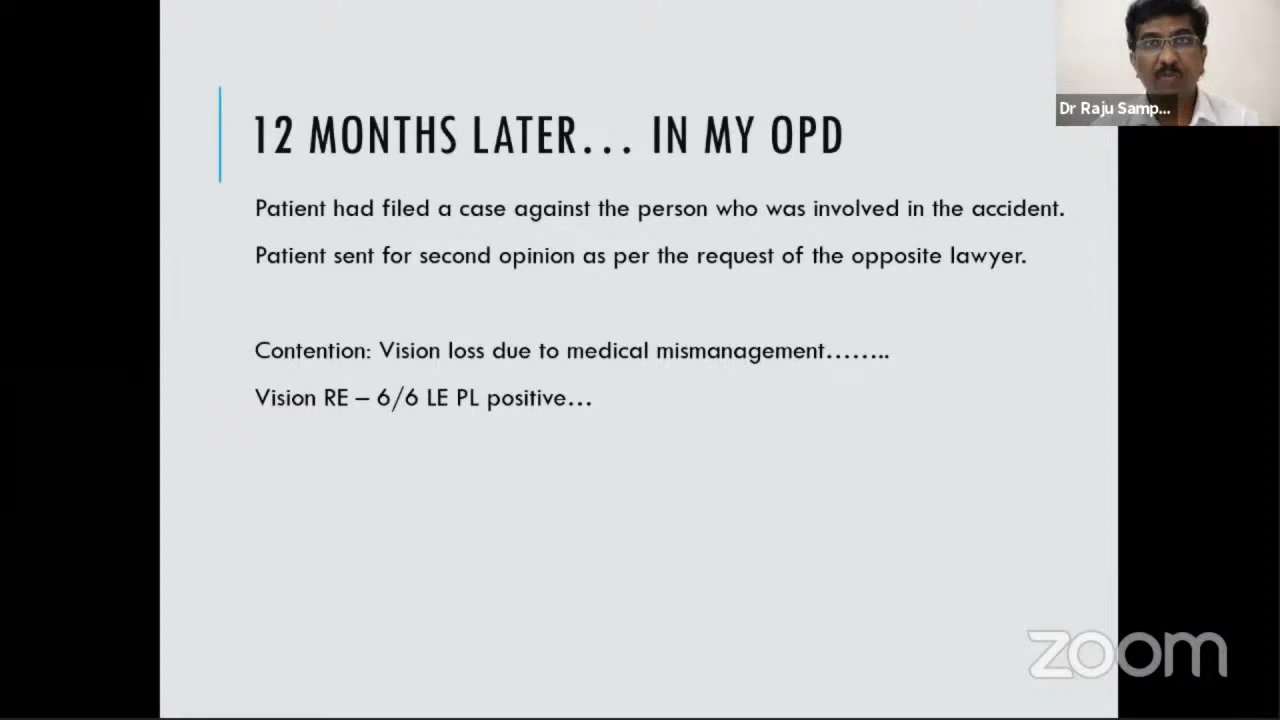 12 MONTHS LATER... IN MY OPD
Patient had filed a case against the person who was involved in the accident.
Patient sent for second opinion as per the request of the opposite lawyer.
Contention: Vision loss due to medical mismanagement........
Vision RE – 6/6 LE PL positive...
Dr Raju Samp...
zoom